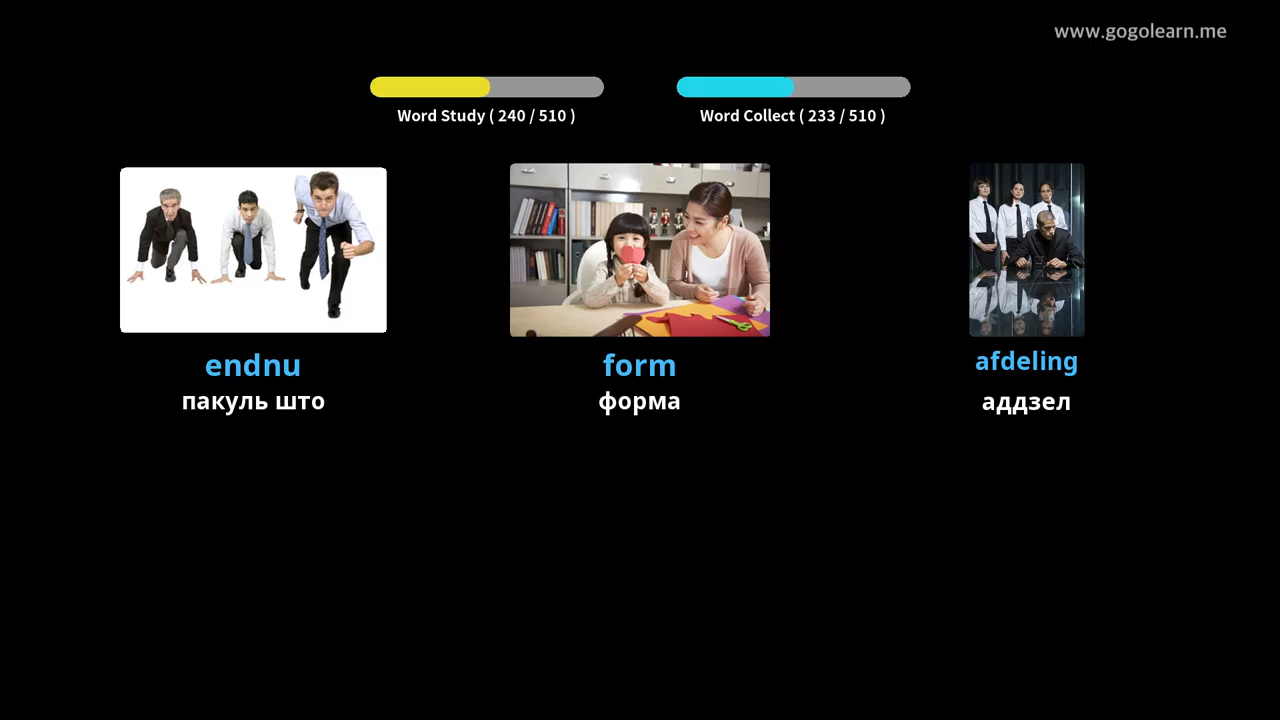 www.gogolearn.me
Word Study ( 240 / 510 )
Word Collect ( 233 / 510 )
endnu
form
afdeling
пакуль што
форма
аддзел